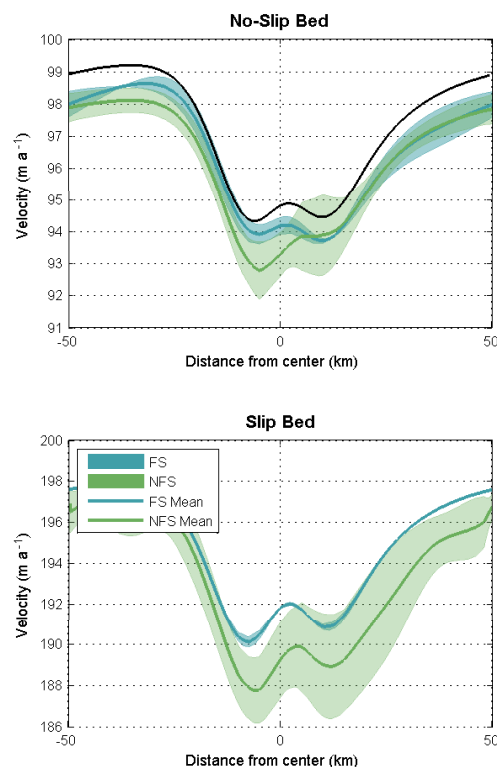 No-Slip Bed
100
99
98
97
96
95
94
93
92
91
Velocity (m a⁻¹)
-50
0
50
Distance from center (km)
Slip Bed
200
198
196
194
192
191
190
188
186
Velocity (m a⁻¹)
FS
NFS
FS Mean
NFS Mean
-50
0
50
Distance from center (km)